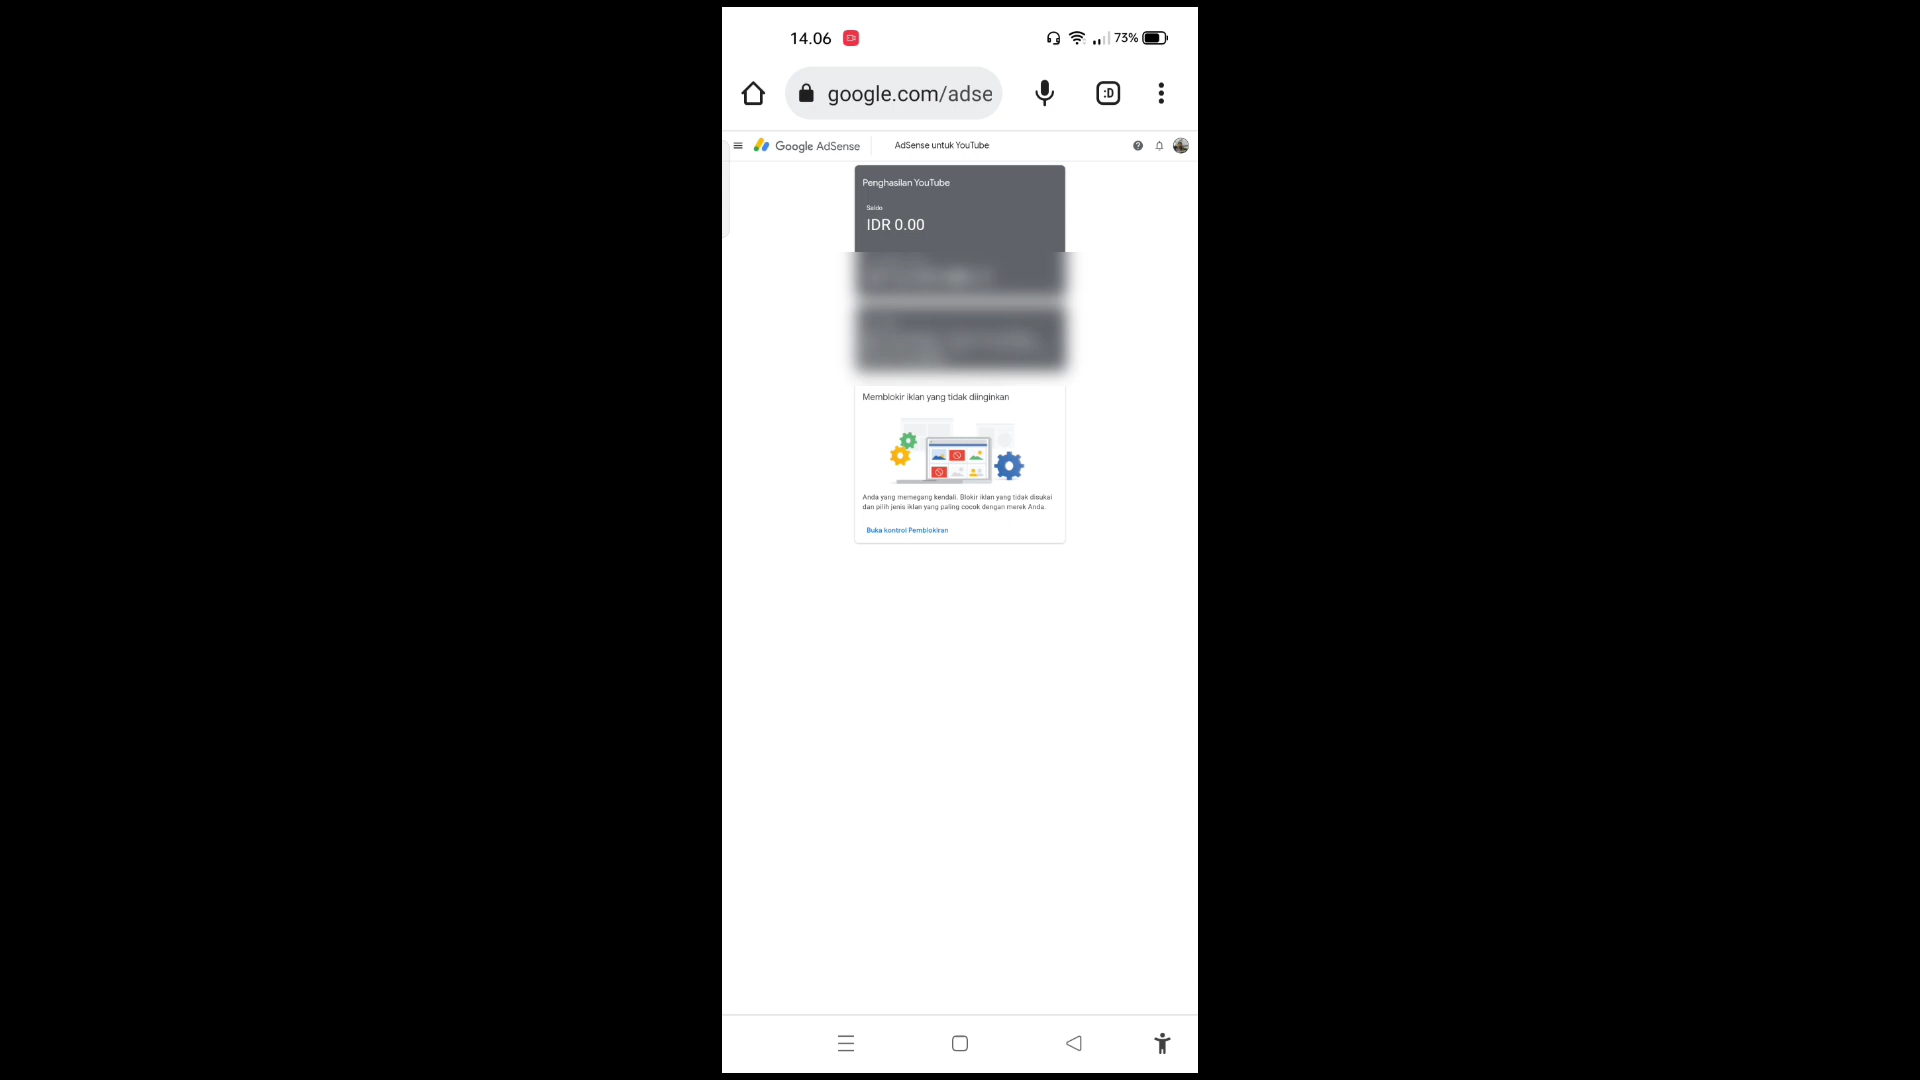 14.06
73%
google.com/adse
:D
Google AdSense
AdSense untuk YouTube
Penghasilan YouTube
Saldo
IDR 0.00
Memblokir iklan yang tidak diinginkan
Anda yang memegang kendali. Blokir iklan yang tidak disukai
dan pilih jenis iklan yang paling cocok dengan merek Anda.
Buka kontrol Pemblokiran